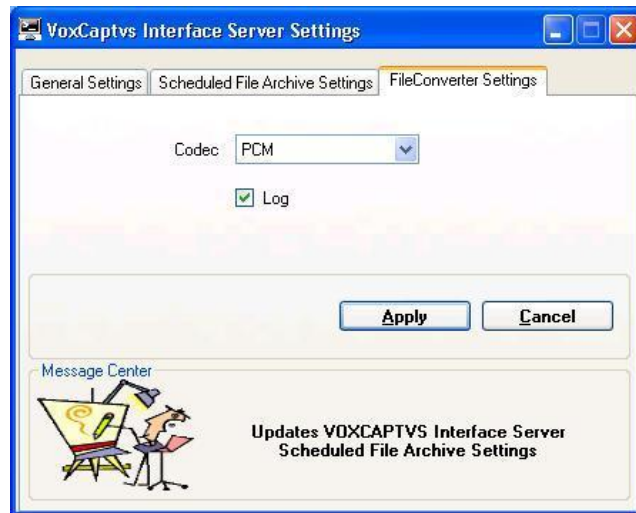 VoxCaptvs Interface Server Settings
General Settings Scheduled File Archive Settings FileConverter Settings
Codec PCM
Log
Apply Cancel
Message Center
Updates VOXCAPTVS Interface Server
Scheduled File Archive Settings